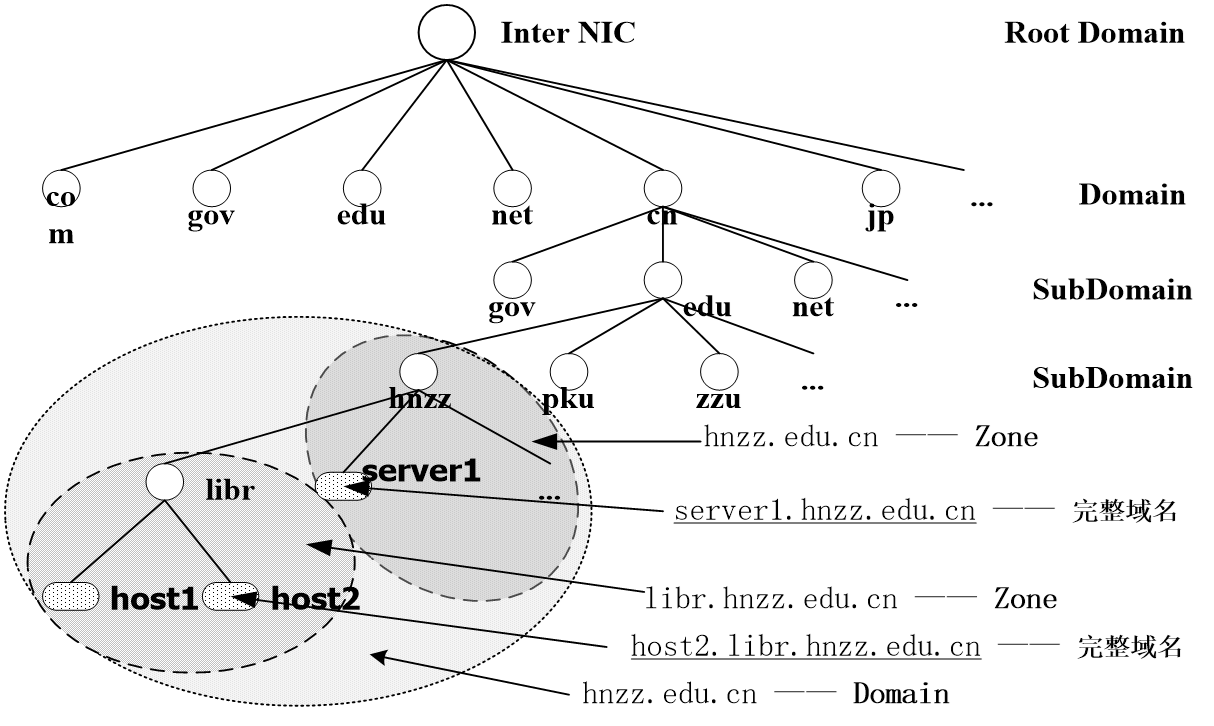 Inter NIC Root Domain
com gov edu net cn jp ... Domain
gov edu net ... SubDomain
hnzz pku zzu ... SubDomain
hnzz.edu.cn —— Zone
libr server1 ...
server1.hnzz.edu.cn —— 完整域名
host1 host2
libr.hnzz.edu.cn —— Zone
host2.libr.hnzz.edu.cn —— 完整域名
hnzz.edu.cn —— Domain